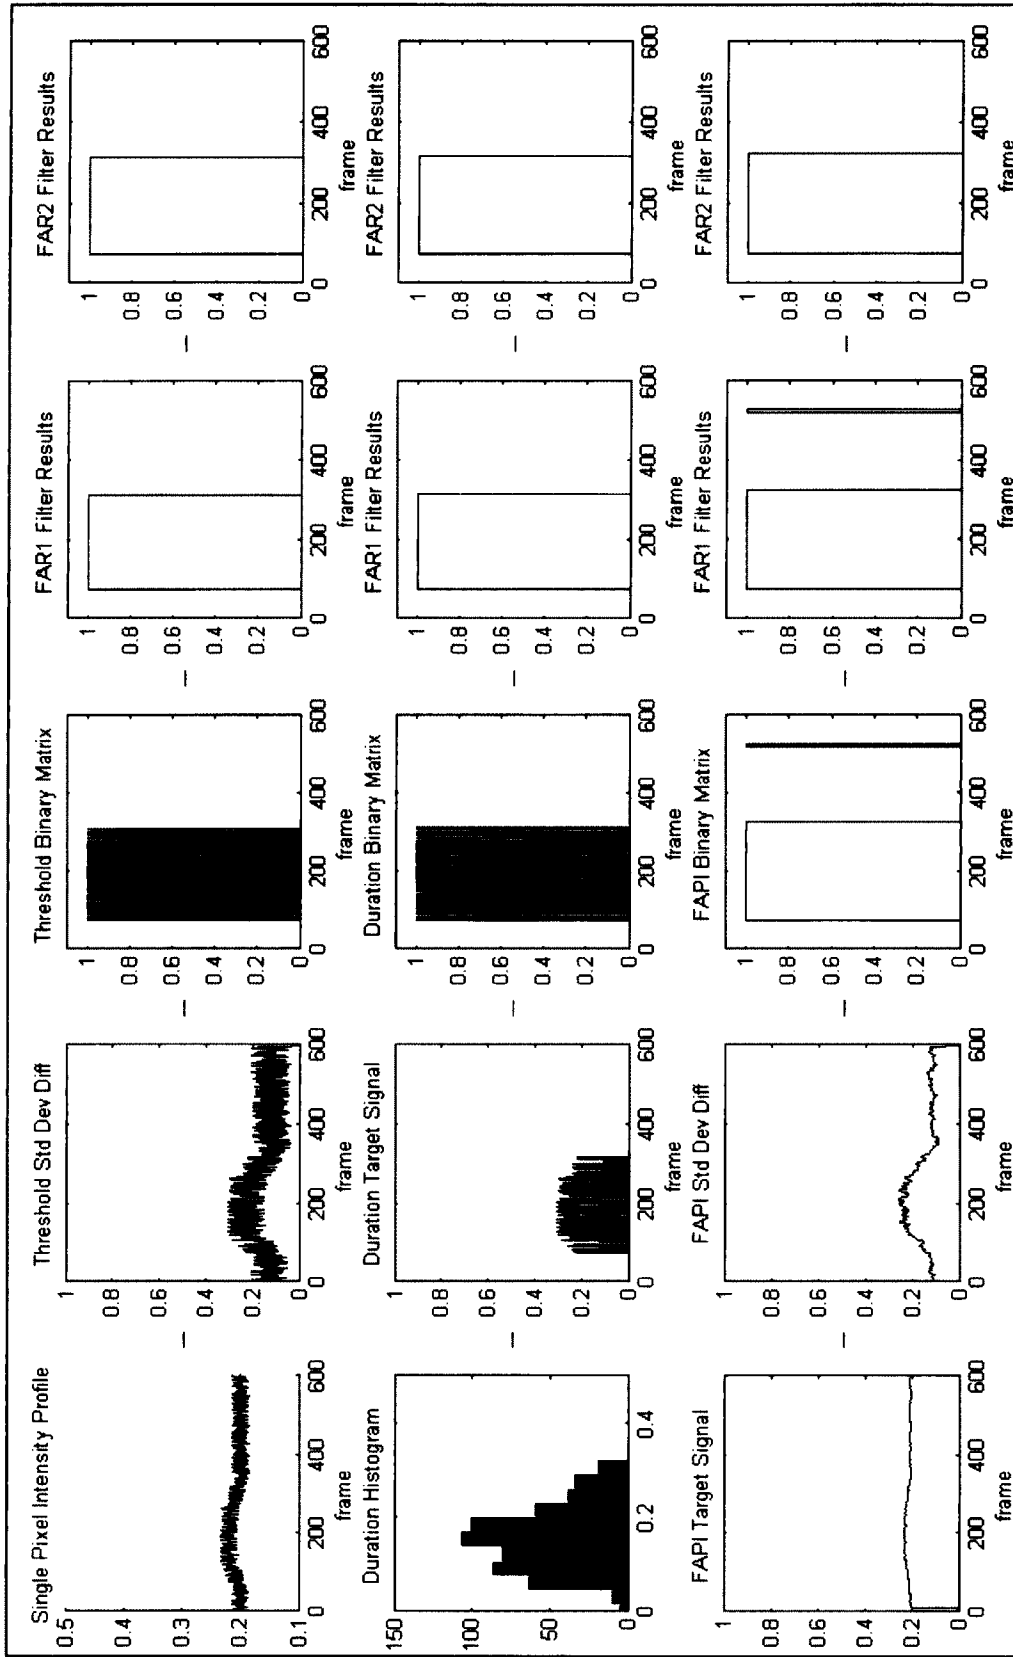 Single Pixel Intensity Profile
0.5
0.4
0.3
0.2
0.1
0 200 400 600
frame
Threshold Std Dev Diff
1
0.8
0.6
0.4
0.2
0
0 200 400 600
frame
Threshold Binary Matrix
1
0.8
0.6
0.4
0.2
0
0 200 400 600
frame
FAR1 Filter Results
1
0.8
0.6
0.4
0.2
0
0 200 400 600
frame
FAR2 Filter Results
1
0.8
0.6
0.4
0.2
0
0 200 400 600
frame
Duration Histogram
150
100
50
0
0 0.2 0.4
Duration Target Signal
1
0.8
0.6
0.4
0.2
0
0 200 400 600
frame
Duration Binary Matrix
1
0.8
0.6
0.4
0.2
0
0 200 400 600
frame
FAR1 Filter Results
1
0.8
0.6
0.4
0.2
0
0 200 400 600
frame
FAR2 Filter Results
1
0.8
0.6
0.4
0.2
0
0 200 400 600
frame
FAPI Target Signal
1
0.8
0.6
0.4
0.2
0
0 200 400 600
frame
FAPI Std Dev Diff
1
0.8
0.6
0.4
0.2
0
0 200 400 600
frame
FAPI Binary Matrix
1
0.8
0.6
0.4
0.2
0
0 200 400 600
frame
FAR1 Filter Results
1
0.8
0.6
0.4
0.2
0
0 200 400 600
frame
FAR2 Filter Results
1
0.8
0.6
0.4
0.2
0
0 200 400 600
frame